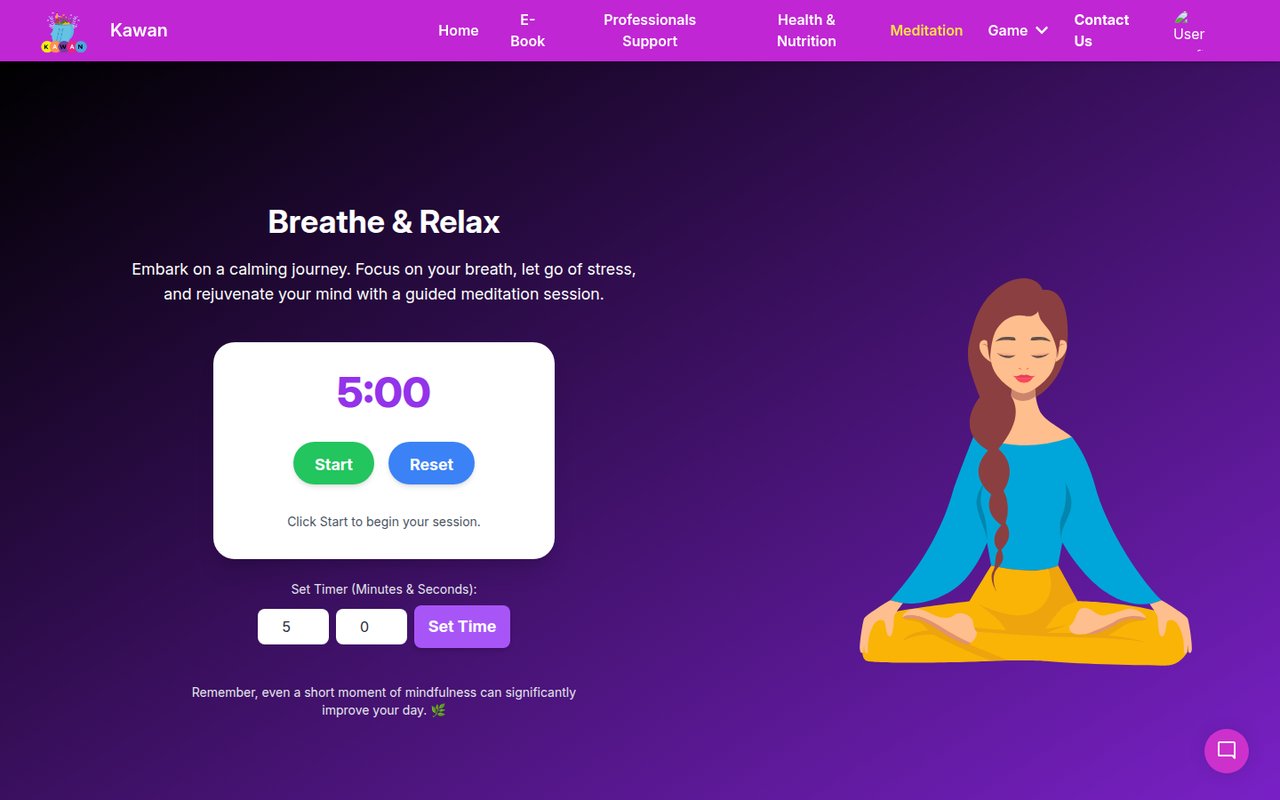 KAWAN
Kawan
Home
E-
Book
Professionals
Support
Health &
Nutrition
Meditation
Game
Contact
Us
User
Breathe & Relax
Embark on a calming journey. Focus on your breath, let go of stress,
and rejuvenate your mind with a guided meditation session.
5:00
Start
Reset
Click Start to begin your session.
Set Timer (Minutes & Seconds):
5
0
Set Time
Remember, even a short moment of mindfulness can significantly
improve your day. 🌿